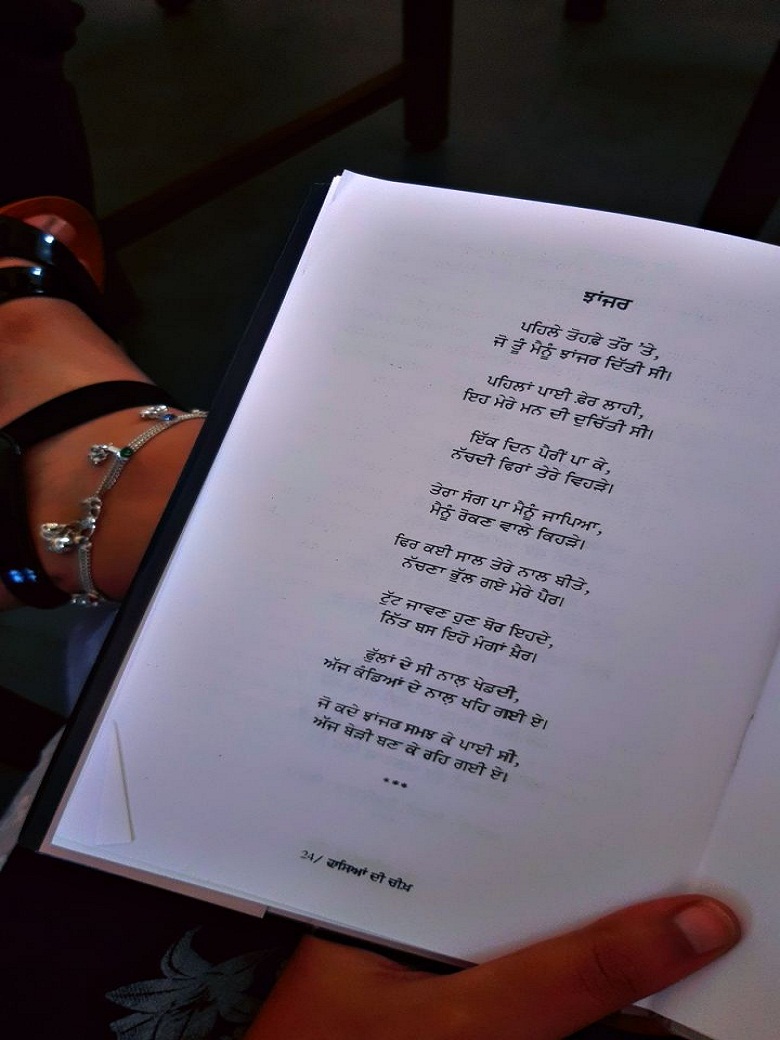 ਝਾਂਜਰ
ਪਹਿਲੇ ਤੋਹਫ਼ੇ ਤੌਰ 'ਤੇ,
ਜੋ ਤੂੰ ਮੈਨੂੰ ਝਾਂਜਰ ਦਿੱਤੀ ਸੀ।
ਪਹਿਲਾਂ ਪਾਈ ਫ਼ੇਰ ਲਾਹੀ,
ਇਹ ਮੇਰੇ ਮਨ ਦੀ ਦੁਚਿੱਤੀ ਸੀ।
ਇੱਕ ਦਿਨ ਪੈਰੀਂ ਪਾ ਕੇ,
ਨੱਚਦੀ ਫਿਰਾਂ ਤੇਰੇ ਵਿਹੜੇ।
ਤੇਰਾ ਸੰਗ ਪਾ ਮੈਨੂੰ ਜਾਪਿਆ,
ਮੈਨੂੰ ਰੋਕਣ ਵਾਲੇ ਕਿਹੜੇ।
ਫਿਰ ਕਈ ਸਾਲ ਤੇਰੇ ਨਾਲ ਬੀਤੇ,
ਨੱਚਣਾ ਭੁੱਲ ਗਏ ਮੇਰੇ ਪੈਰ।
ਟੁੱਟ ਜਾਵਣ ਹੁਣ ਬੋਰ ਇਹਦੇ,
ਨਿੱਤ ਬਸ ਇਹੋ ਮੰਗਾਂ ਖ਼ੈਰ।
ਫ਼ੁੱਲਾਂ ਦੇ ਸੀ ਨਾਲ਼ ਖੇਡਦੀ,
ਅੱਜ ਕੰਡਿਆਂ ਦੇ ਨਾਲ਼ ਖਹਿ ਗਈ ਏ।
ਜੋ ਕਦੇ ਝਾਂਜਰ ਸਮਝ ਕੇ ਪਾਈ ਸੀ,
ਅੱਜ ਬੇੜੀ ਬਣ ਕੇ ਰਹਿ ਗਈ ਏ।
***
24/ ਹਾਸਿਆਂ ਦੀ ਚੀਖ਼